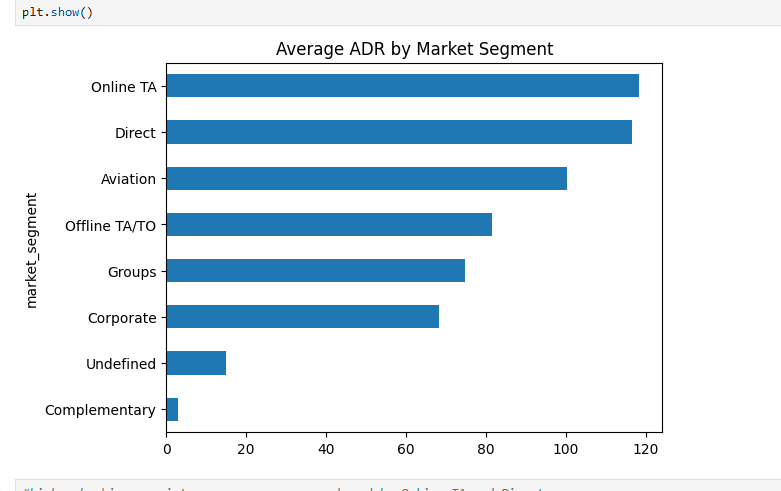 plt.show()
Average ADR by Market Segment
Online TA
Direct
Aviation
Offline TA/TO
Groups
Corporate
Undefined
Complementary
market_segment
0 20 40 60 80 100 120